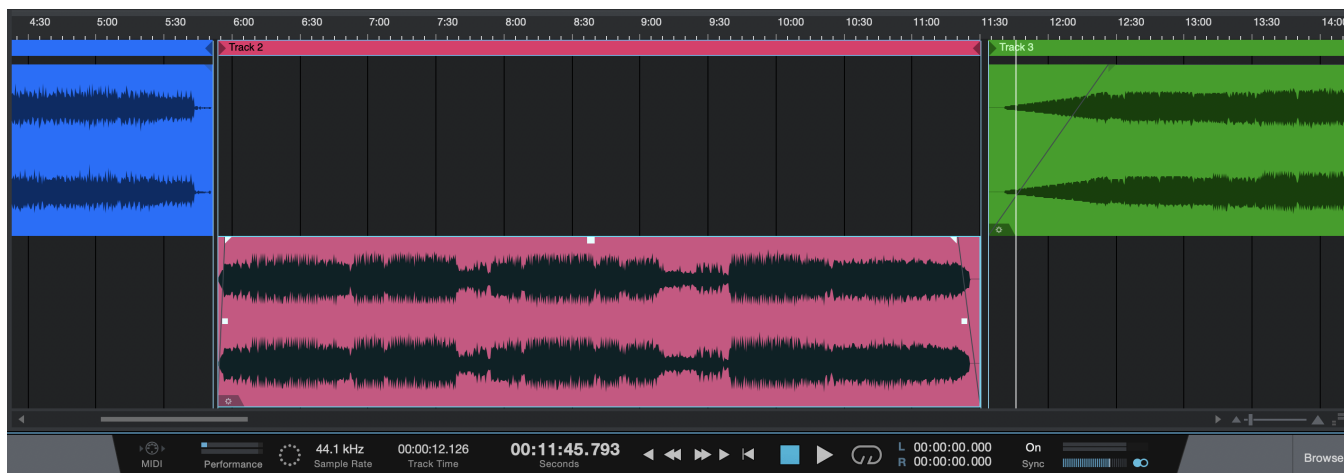 4:30 5:00 5:30 6:00 6:30 7:00 7:30 8:00 8:30 9:00 9:30 10:00 10:30 11:00 11:30 12:00 12:30 13:00 13:30 14:00
Track 2 Track 3
44.1 kHz 00:00:12.126 00:11:45.793 L 00:00:00.000 On
MIDI Performance Sample Rate Track Time Seconds R 00:00:00.000 Sync Browse